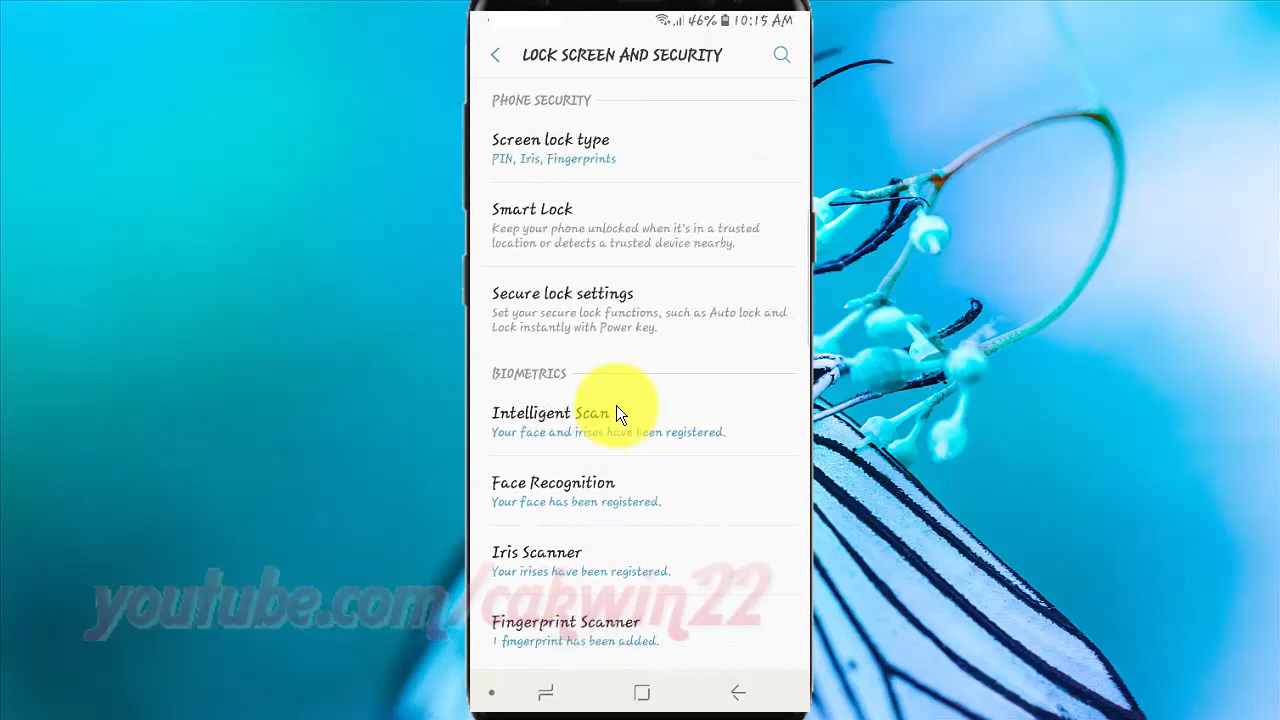 46% 10:15 AM
LOCK SCREEN AND SECURITY
PHONE SECURITY
Screen lock type
PIN, Iris, Fingerprints
Smart Lock
Keep your phone unlocked when it's in a trusted
location or detects a trusted device nearby.
Secure lock settings
Set your secure lock functions, such as Auto lock and
Lock instantly with Power key.
BIOMETRICS
Intelligent Scan
Your face and irises have been registered.
Face Recognition
Your face has been registered.
Iris Scanner
Your irises have been registered.
youtube.com/cakwin22
Fingerprint Scanner
1 fingerprint has been added.